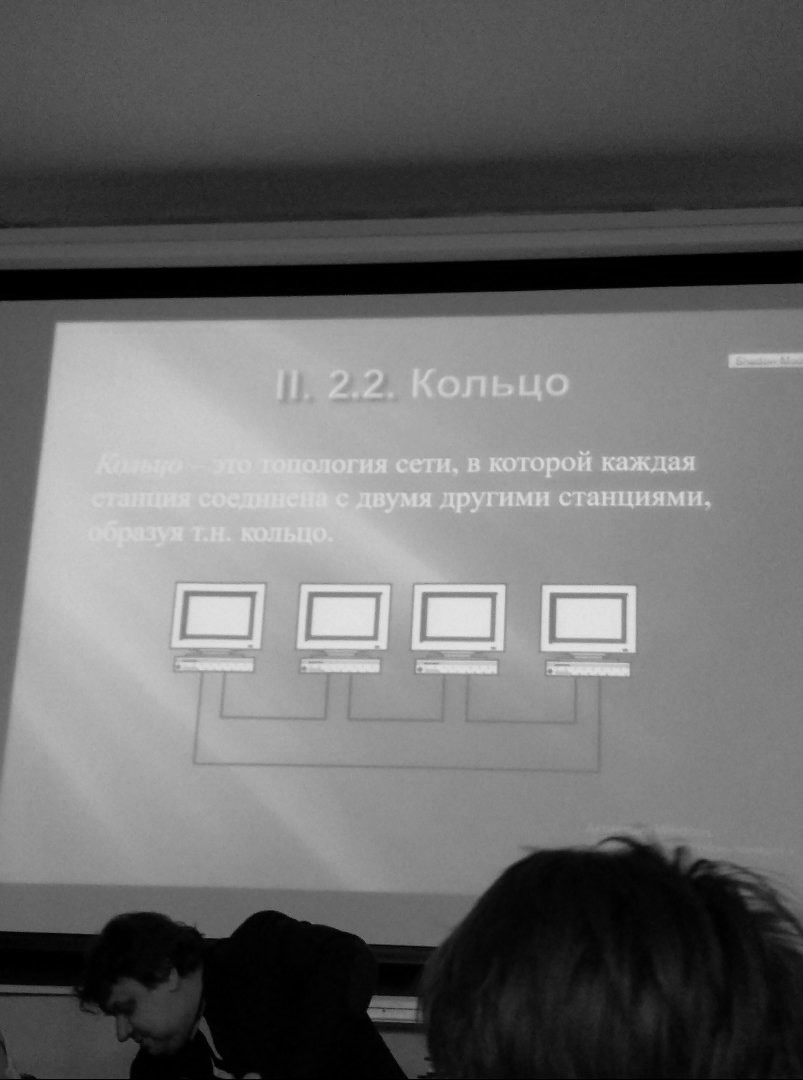 II. 2.2. Кольцо
Кольцо – это топология сети, в которой каждая
станция соединена с двумя другими станциями,
образуя т.н. кольцо.